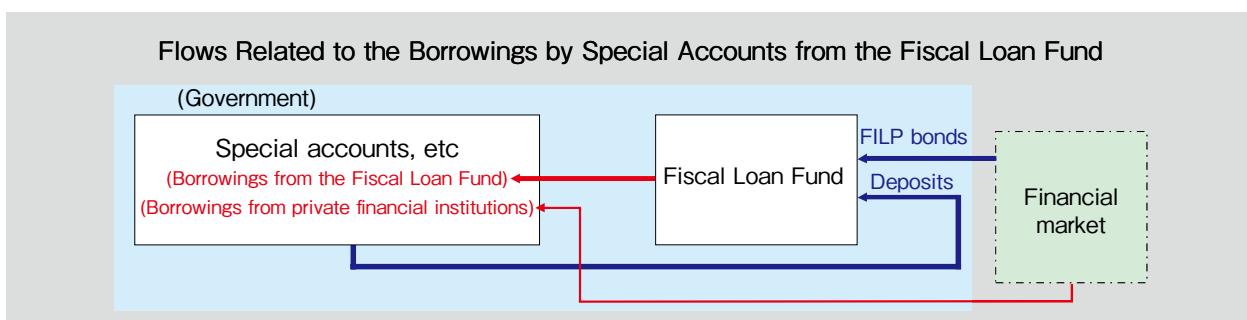 Flows Related to the Borrowings by Special Accounts from the Fiscal Loan Fund
(Government)
Special accounts, etc
(Borrowings from the Fiscal Loan Fund)
(Borrowings from private financial institutions)
Fiscal Loan Fund
FILP bonds
Deposits
Financial
market